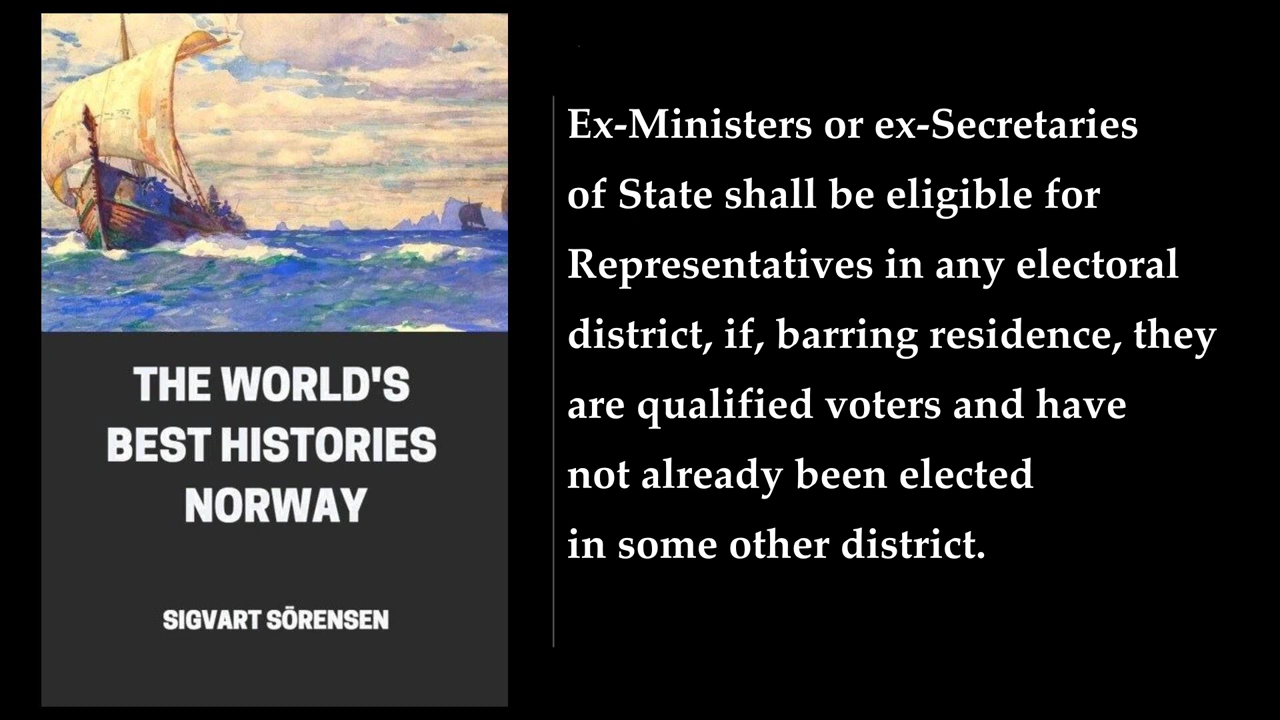 THE WORLD'S
BEST HISTORIES
NORWAY
SIGVART SÖRENSEN
Ex-Ministers or ex-Secretaries
of State shall be eligible for
Representatives in any electoral
district, if, barring residence, they
are qualified voters and have
not already been elected
in some other district.